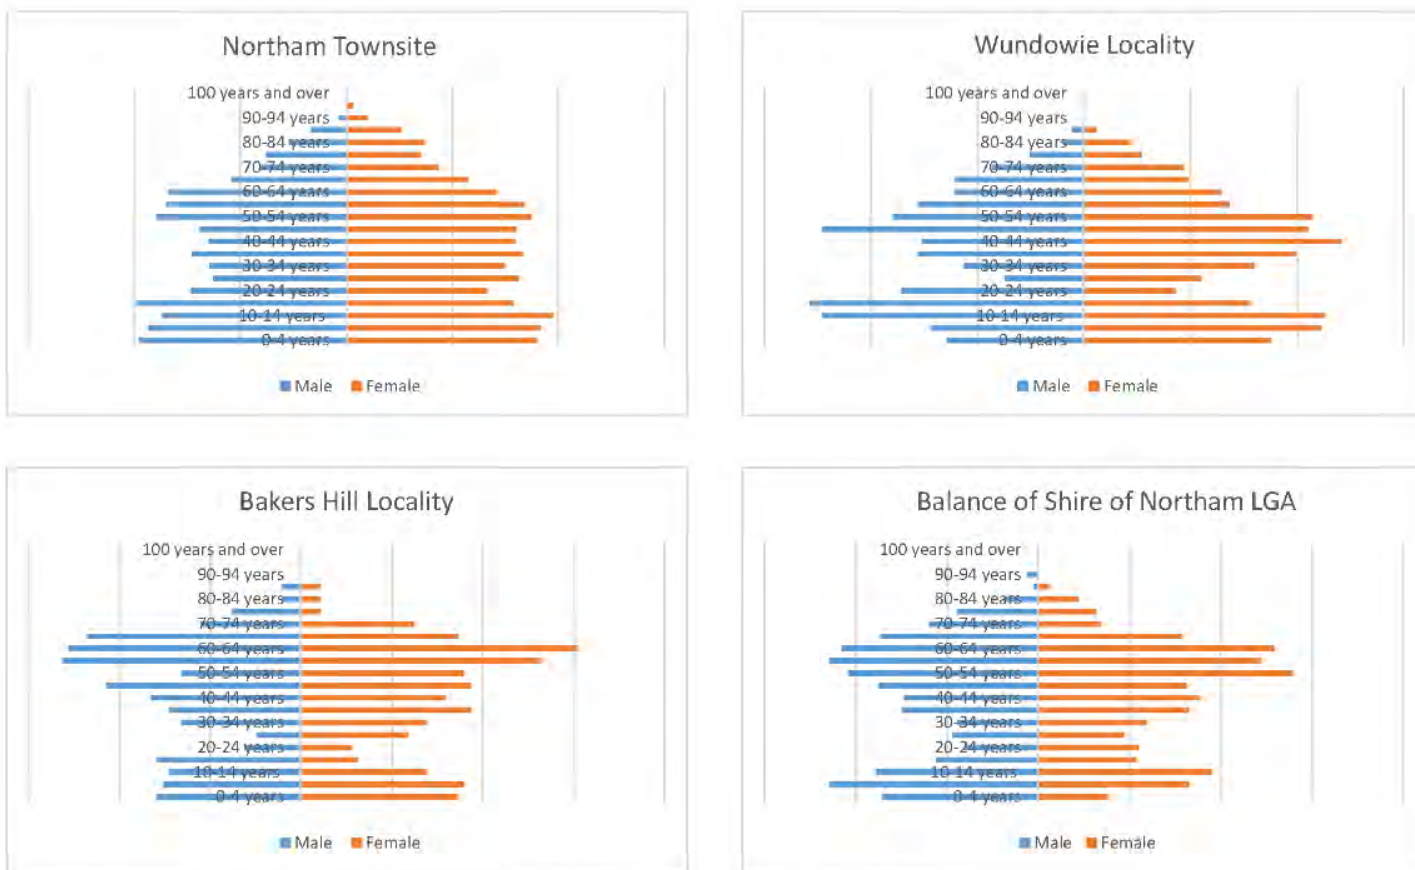 Northam Townsite
100 years and over
90-94 years
80-84 years
70-74 years
60-64 years
50-54 years
40-44 years
30-34 years
20-24 years
10-14 years
0-4 years
Male Female
Wundowie Locality
100 years and over
90-94 years
80-84 years
70-74 years
60-64 years
50-54 years
40-44 years
30-34 years
20-24 years
10-14 years
0-4 years
Male Female
Bakers Hill Locality
100 years and over
90-94 years
80-84 years
70-74 years
60-64 years
50-54 years
40-44 years
30-34 years
20-24 years
10-14 years
0-4 years
Male Female
Balance of Shire of Northam LGA
100 years and over
90-94 years
80-84 years
70-74 years
60-64 years
50-54 years
40-44 years
30-34 years
20-24 years
10-14 years
0-4 years
Male Female